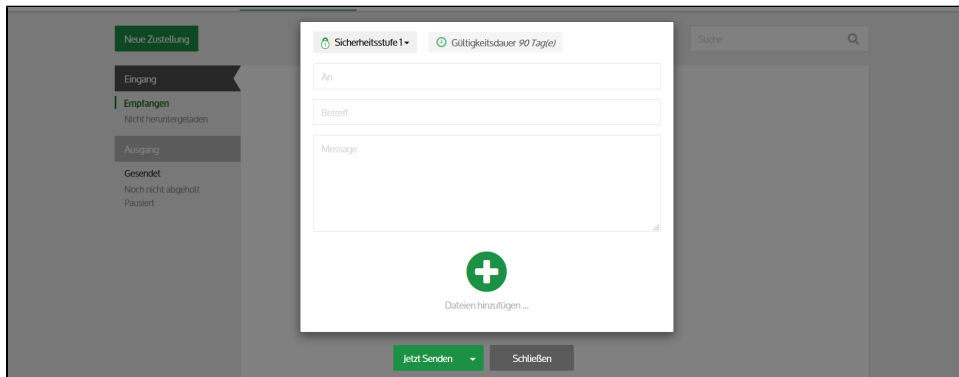 Neue Zustellung
Eingang
Empfangen
Nicht heruntergeladen
Ausgang
Gesendet
Noch nicht abgeholt
Pausiert
Sicherheitsstufe 1
Gültigkeitsdauer 90 Tag(e)
An
Betreff
Message
Dateien hinzufügen ...
Jetzt Senden
Schließen
Suche